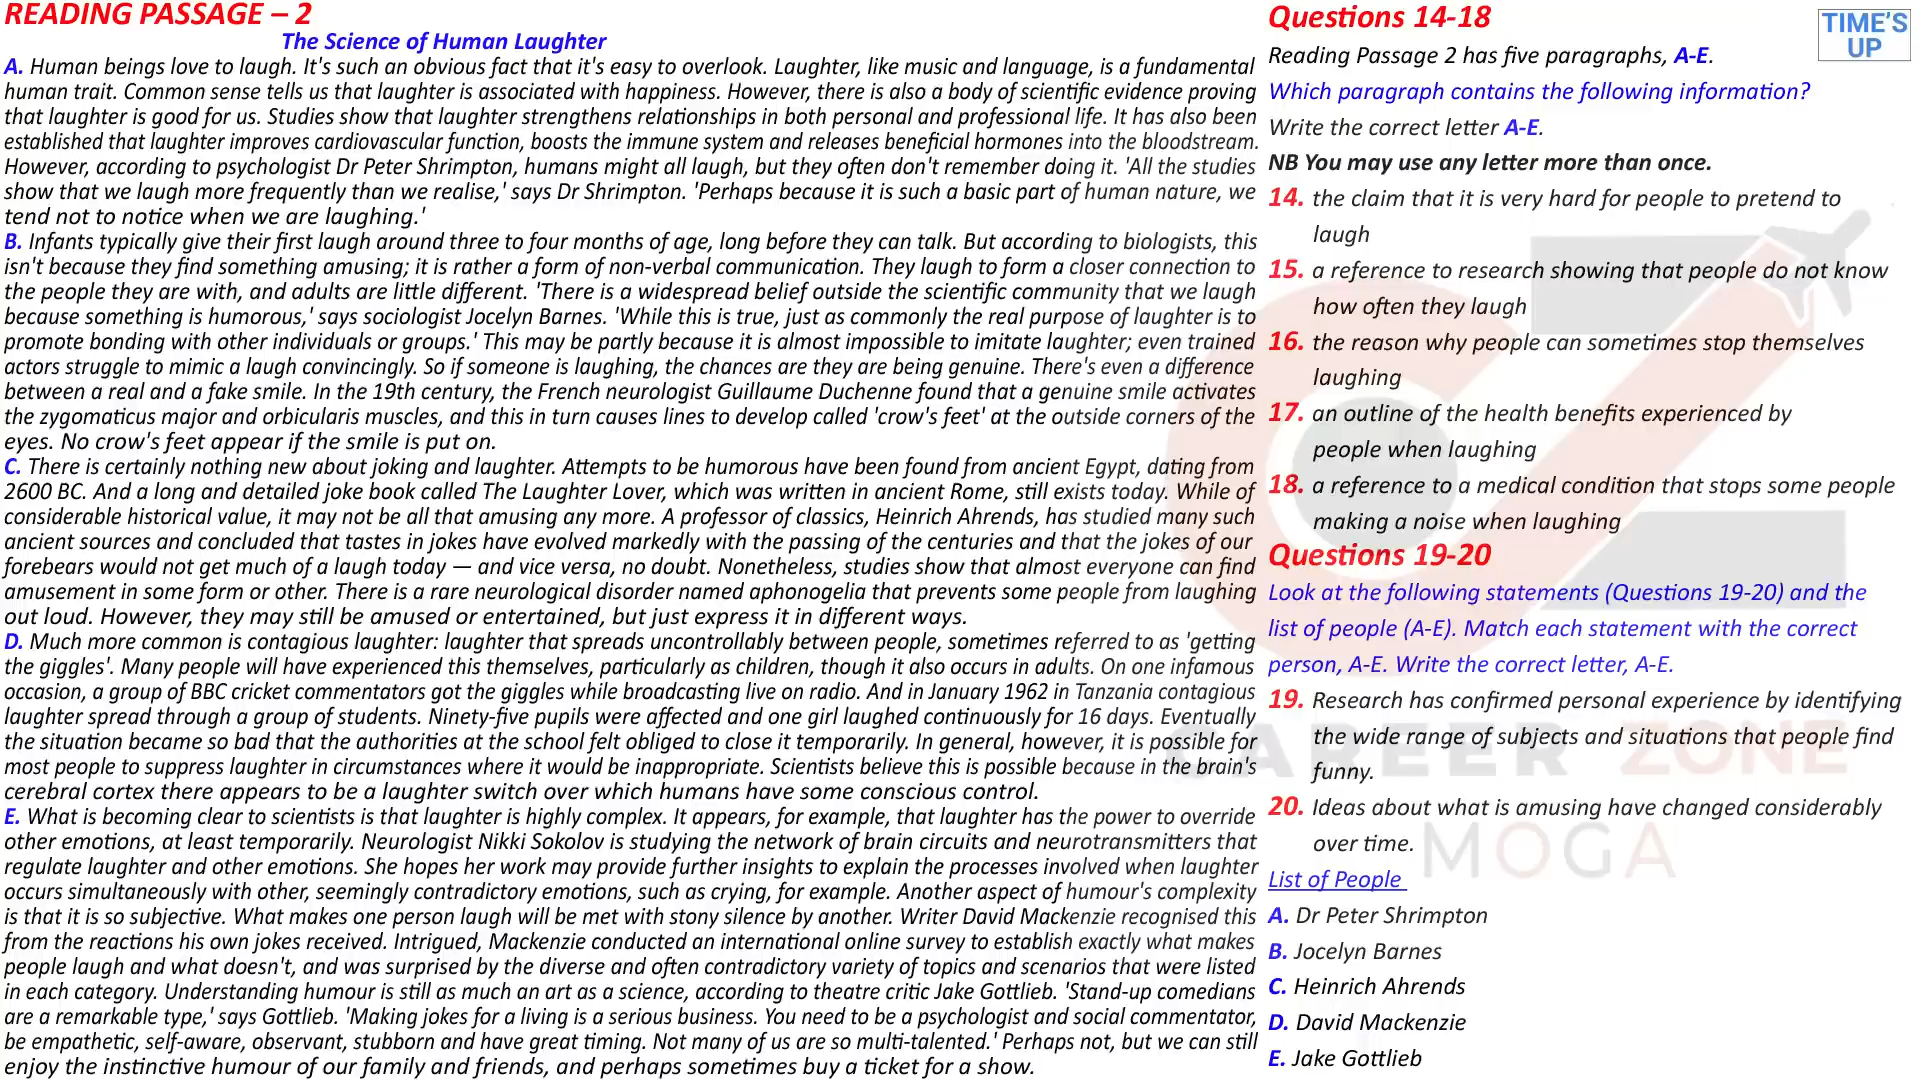 READING PASSAGE – 2
The Science of Human Laughter
A. Human beings love to laugh. It's such an obvious fact that it's easy to overlook. Laughter, like music and language, is a fundamental
human trait. Common sense tells us that laughter is associated with happiness. However, there is also a body of scientific evidence proving
that laughter is good for us. Studies show that laughter strengthens relationships in both personal and professional life. It has also been
established that laughter improves cardiovascular function, boosts the immune system and releases beneficial hormones into the bloodstream.
However, according to psychologist Dr Peter Shrimpton, humans might all laugh, but they often don't remember doing it. 'All the studies
show that we laugh more frequently than we realise,' says Dr Shrimpton. 'Perhaps because it is such a basic part of human nature, we
tend not to notice when we are laughing.'
B. Infants typically give their first laugh around three to four months of age, long before they can talk. But according to biologists, this
isn't because they find something amusing; it is rather a form of non-verbal communication. They laugh to form a closer connection to
the people they are with, and adults are little different. 'There is a widespread belief outside the scientific community that we laugh
because something is humorous,' says sociologist Jocelyn Barnes. 'While this is true, just as commonly the real purpose of laughter is to
promote bonding with other individuals or groups.' This may be partly because it is almost impossible to imitate laughter; even trained
actors struggle to mimic a laugh convincingly. So if someone is laughing, the chances are they are being genuine. There's even a difference
between a real and a fake smile. In the 19th century, the French neurologist Guillaume Duchenne found that a genuine smile activates
the zygomaticus major and orbicularis muscles, and this in turn causes lines to develop called 'crow's feet' at the outside corners of the
eyes. No crow's feet appear if the smile is put on.
C. There is certainly nothing new about joking and laughter. Attempts to be humorous have been found from ancient Egypt, dating from
2600 BC. And a long and detailed joke book called The Laughter Lover, which was written in ancient Rome, still exists today. While of
considerable historical value, it may not be all that amusing any more. A professor of classics, Heinrich Ahrends, has studied many such
ancient sources and concluded that tastes in jokes have evolved markedly with the passing of the centuries and that the jokes of our
forebears would not get much of a laugh today — and vice versa, no doubt. Nonetheless, studies show that almost everyone can find
amusement in some form or other. There is a rare neurological disorder named aphonogelia that prevents some people from laughing
out loud. However, they may still be amused or entertained, but just express it in different ways.
D. Much more common is contagious laughter: laughter that spreads uncontrollably between people, sometimes referred to as 'getting
the giggles'. Many people will have experienced this themselves, particularly as children, though it also occurs in adults. On one infamous
occasion, a group of BBC cricket commentators got the giggles while broadcasting live on radio. And in January 1962 in Tanzania contagious
laughter spread through a group of students. Ninety-five pupils were affected and one girl laughed continuously for 16 days. Eventually
the situation became so bad that the authorities at the school felt obliged to close it temporarily. In general, however, it is possible for
most people to suppress laughter in circumstances where it would be inappropriate. Scientists believe this is possible because in the brain's
cerebral cortex there appears to be a laughter switch over which humans have some conscious control.
E. What is becoming clear to scientists is that laughter is highly complex. It appears, for example, that laughter has the power to override
other emotions, at least temporarily. Neurologist Nikki Sokolov is studying the network of brain circuits and neurotransmitters that
regulate laughter and other emotions. She hopes her work may provide further insights to explain the processes involved when laughter
occurs simultaneously with other, seemingly contradictory emotions, such as crying, for example. Another aspect of humour's complexity
is that it is so subjective. What makes one person laugh will be met with stony silence by another. Writer David Mackenzie recognised this
from the reactions his own jokes received. Intrigued, Mackenzie conducted an international online survey to establish exactly what makes
people laugh and what doesn't, and was surprised by the diverse and often contradictory variety of topics and scenarios that were listed
in each category. Understanding humour is still as much an art as a science, according to theatre critic Jake Gottlieb. 'Stand-up comedians
are a remarkable type,' says Gottlieb. 'Making jokes for a living is a serious business. You need to be a psychologist and social commentator,
be empathetic, self-aware, observant, stubborn and have great timing. Not many of us are so multi-talented.' Perhaps not, but we can still
enjoy the instinctive humour of our family and friends, and perhaps sometimes buy a ticket for a show.
Questions 14-18
TIME'S
UP
Reading Passage 2 has five paragraphs, A-E.
Which paragraph contains the following information?
Write the correct letter A-E.
NB You may use any letter more than once.
14. the claim that it is very hard for people to pretend to
laugh
15. a reference to research showing that people do not know
how often they laugh
16. the reason why people can sometimes stop themselves
laughing
17. an outline of the health benefits experienced by
people when laughing
18. a reference to a medical condition that stops some people
making a noise when laughing
Questions 19-20
Look at the following statements (Questions 19-20) and the
list of people (A-E). Match each statement with the correct
person, A-E. Write the correct letter, A-E.
19. Research has confirmed personal experience by identifying
the wide range of subjects and situations that people find
funny.
20. Ideas about what is amusing have changed considerably
over time.
List of People
A. Dr Peter Shrimpton
B. Jocelyn Barnes
C. Heinrich Ahrends
D. David Mackenzie
E. Jake Gottlieb
CAREER ZONE
MOGA